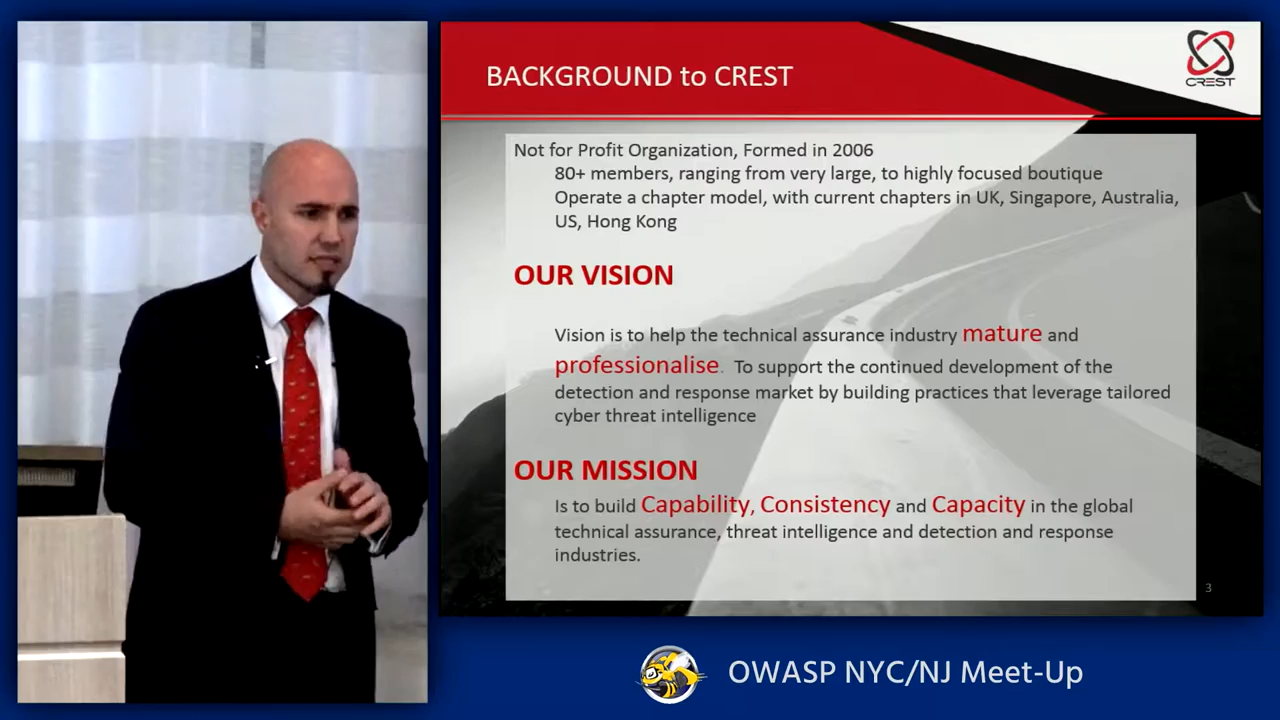 BACKGROUND to CREST
CREST
Not for Profit Organization, Formed in 2006
80+ members, ranging from very large, to highly focused boutique
Operate a chapter model, with current chapters in UK, Singapore, Australia,
US, Hong Kong
OUR VISION
Vision is to help the technical assurance industry mature and
professionalise. To support the continued development of the
detection and response market by building practices that leverage tailored
cyber threat intelligence
OUR MISSION
Is to build Capability, Consistency and Capacity in the global
technical assurance, threat intelligence and detection and response
industries.
3
OWASP NYC/NJ Meet-Up